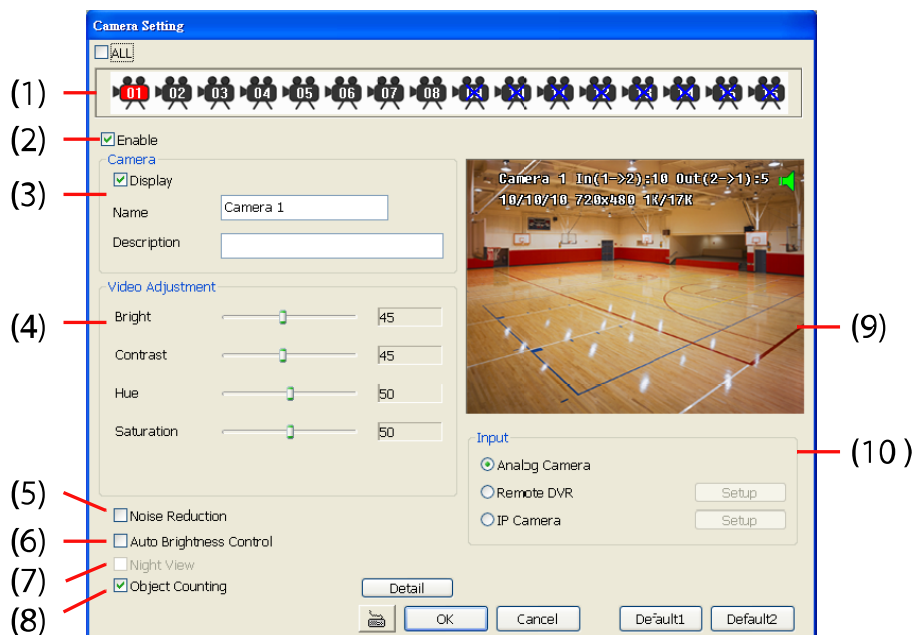 Camera Setting
ALL
(1)
01 02 03 04 05 06 07 08
(2)
Enable
Camera
Display
(3)
Name
Camera 1
Description
Camera 1 In(1->2):10 Out(2->1):5
10/10/10 720x480 1K/17K
Video Adjustment
(4)
Bright
45
(9)
Contrast
45
Hue
50
Saturation
50
Input
(10 )
Analog Camera
Remote DVR
Setup
IP Camera
Setup
(5)
Noise Reduction
(6)
Auto Brightness Control
(7)
Night View
(8)
Object Counting
Detail
OK
Cancel
Default1
Default2